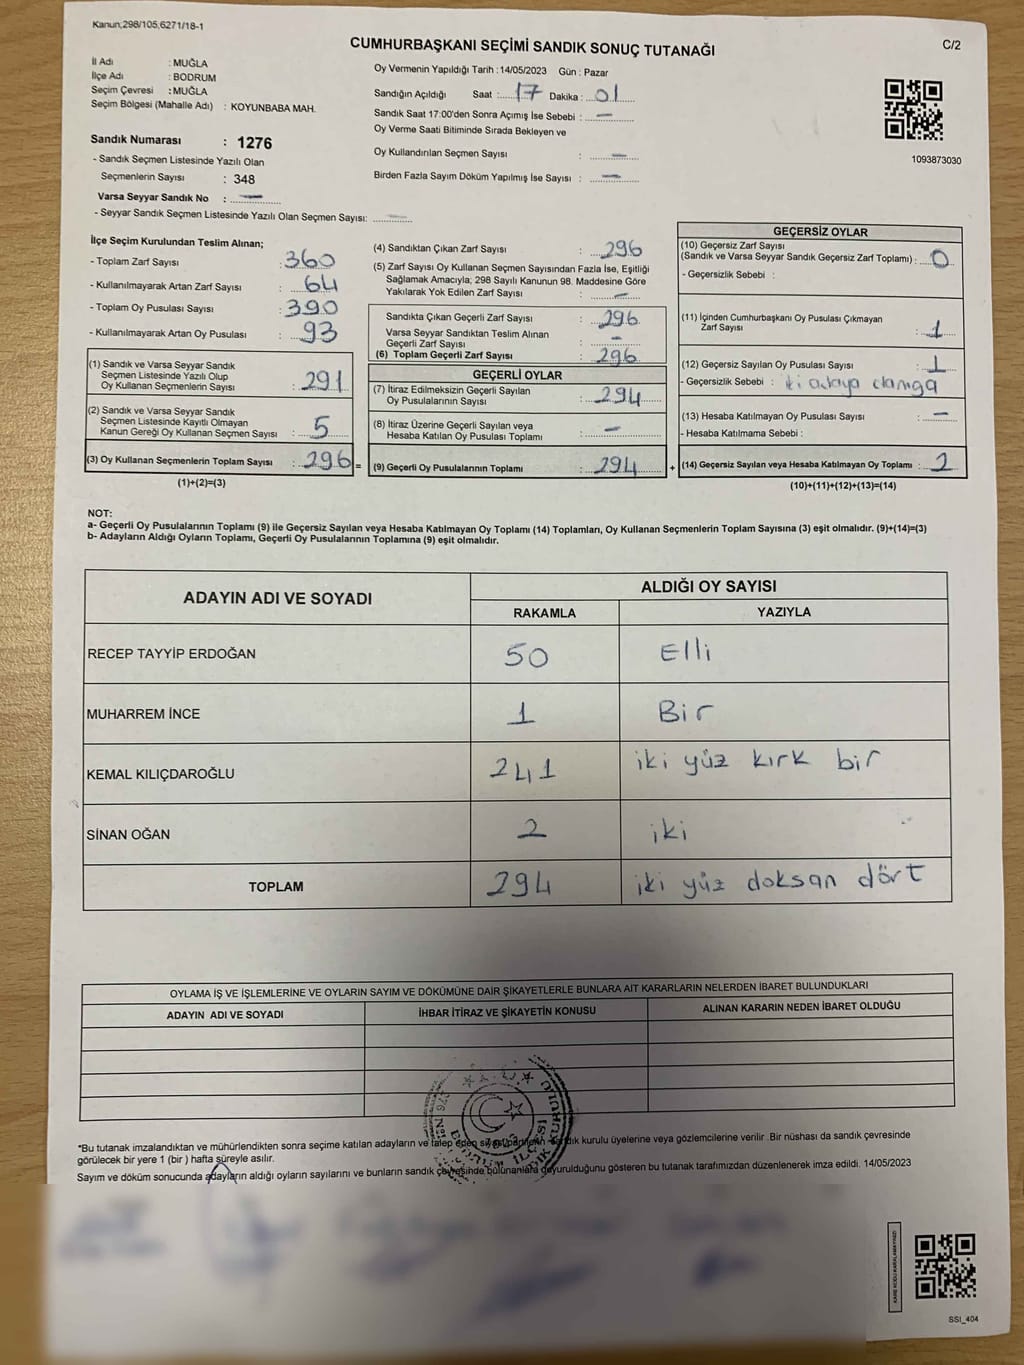 Kanun;298/105,6271/18-1
C/2
CUMHURBAŞKANI SEÇİMİ SANDIK SONUÇ TUTANAĞI
İl Adı : MUĞLA
İlçe Adı : BODRUM
Seçim Çevresi : MUĞLA
Seçim Bölgesi (Mahalle Adı) : KOYUNBABA MAH.
Sandık Numarası : 1276
- Sandık Seçmen Listesinde Yazılı Olan
Seçmenlerin Sayısı : 348
Varsa Seyyar Sandık No : —
- Seyyar Sandık Seçmen Listesinde Yazılı Olan Seçmen Sayısı: —
Oy Vermenin Yapıldığı Tarih : 14/05/2023 Gün : Pazar
Sandığın Açıldığı Saat : 17 Dakika : 01
Sandık Saat 17:00'den Sonra Açımış İse Sebebi : —
Oy Verme Saati Bitiminde Sırada Bekleyen ve
Oy Kullandırılan Seçmen Sayısı : —
Birden Fazla Sayım Döküm Yapılmış İse Sayısı : —
1093873030
İlçe Seçim Kurulundan Teslim Alınan;
- Toplam Zarf Sayısı : 360
- Kullanılmayarak Artan Zarf Sayısı : 64
- Toplam Oy Pusulası Sayısı : 390
- Kullanılmayarak Artan Oy Pusulası : 93
(1) Sandık ve Varsa Seyyar Sandık
Seçmen Listesinde Yazılı Olup
Oy Kullanan Seçmenlerin Sayısı : 291
(2) Sandık ve Varsa Seyyar Sandık
Seçmen Listesinde Kayıtlı Olmayan
Kanun Gereği Oy Kullanan Seçmen Sayısı : 5
(3) Oy Kullanan Seçmenlerin Toplam Sayısı : 296 =
(1)+(2)=(3)
(4) Sandıktan Çıkan Zarf Sayısı : 296
(5) Zarf Sayısı Oy Kullanan Seçmen Sayısından Fazla İse, Eşitliği
Sağlamak Amacıyla; 298 Sayılı Kanunun 98. Maddesine Göre
Yakılarak Yok Edilen Zarf Sayısı : —
Sandıkta Çıkan Geçerli Zarf Sayısı : 296
Varsa Seyyar Sandıktan Teslim Alınan
Geçerli Zarf Sayısı : —
(6) Toplam Geçerli Zarf Sayısı : 296
GEÇERLİ OYLAR
(7) İtiraz Edilmeksizin Geçerli Sayılan
Oy Pusulalarının Sayısı : 294
(8) İtiraz Üzerine Geçerli Sayılan veya
Hesaba Katılan Oy Pusulası Toplamı : —
(9) Geçerli Oy Pusulalarının Toplamı : 294 +
GEÇERSİZ OYLAR
(10) Geçersiz Zarf Sayısı
(Sandık ve Varsa Seyyar Sandık Geçersiz Zarf Toplamı) : 0
- Geçersizlik Sebebi :
(11) İçinden Cumhurbaşkanı Oy Pusulası Çıkmayan
Zarf Sayısı : 1
(12) Geçersiz Sayılan Oy Pusulası Sayısı : 1
- Geçersizlik Sebebi : iki adaya damga
(13) Hesaba Katılmayan Oy Pusulası Sayısı : —
- Hesaba Katılmama Sebebi :
(14) Geçersiz Sayılan veya Hesaba Katılmayan Oy Toplamı : 2
(10)+(11)+(12)+(13)=(14)
NOT:
a- Geçerli Oy Pusulalarının Toplamı (9) ile Geçersiz Sayılan veya Hesaba Katılmayan Oy Toplamı (14) Toplamları, Oy Kullanan Seçmenlerin Toplam Sayısına (3) eşit olmalıdır. (9)+(14)=(3)
b- Adayların Aldığı Oyların Toplamı, Geçerli Oy Pusulalarının Toplamına (9) eşit olmalıdır.
ADAYIN ADI VE SOYADI
ALDIĞI OY SAYISI
RAKAMLA YAZIYLA
RECEP TAYYİP ERDOĞAN 50 Elli
MUHARREM İNCE 1 Bir
KEMAL KILIÇDAROĞLU 241 iki yüz kırk bir
SİNAN OĞAN 2 iki
TOPLAM 294 iki yüz doksan dört
OYLAMA İŞ VE İŞLEMLERİNE VE OYLARIN SAYIM VE DÖKÜMÜNE DAİR ŞİKAYETLERLE BUNLARA AİT KARARLARIN NELERDEN İBARET BULUNDUKLARI
ADAYIN ADI VE SOYADI İHBAR İTİRAZ VE ŞİKAYETİN KONUSU ALINAN KARARIN NEDEN İBARET OLDUĞU
*Bu tutanak imzalandıktan ve mühürlendikten sonra seçime katılan adayların ve talep eden siyasi partilerin sandık kurulu üyelerine veya gözlemcilerine verilir .Bir nüshası da sandık çevresinde
görülecek bir yere 1 (bir ) hafta süreyle asılır.
Sayım ve döküm sonucunda adayların aldığı oyların sayılarını ve bunların sandık çevresinde bulunanlara duyurulduğunu gösteren bu tutanak tarafımızdan düzenlenerek imza edildi. 14/05/2023
SSI_404